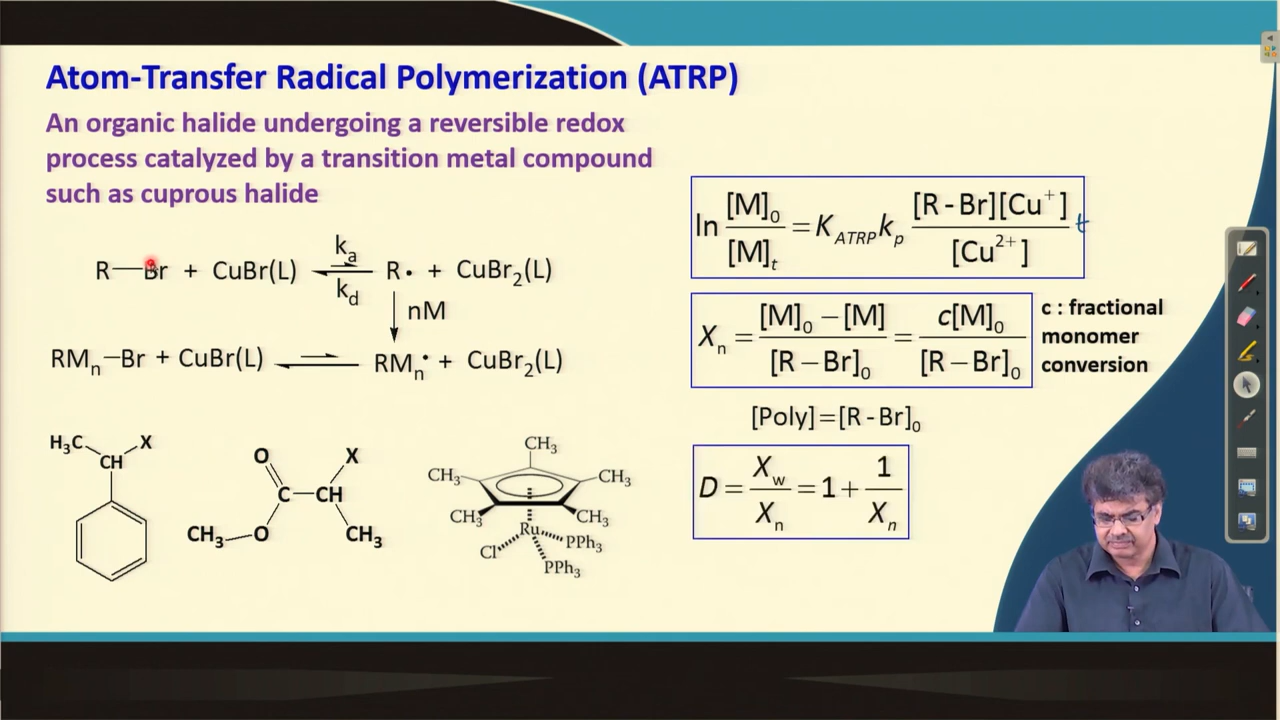 Atom-Transfer Radical Polymerization (ATRP)
An organic halide undergoing a reversible redox
process catalyzed by a transition metal compound
such as cuprous halide
R—Br + CuBr(L) ⇌ R• + CuBr₂(L)
kₐ
k_d
nM
RMₙ—Br + CuBr(L) ⇌ RMₙ• + CuBr₂(L)
H₃C
X
CH
O
X
C—CH
CH₃—O
CH₃
CH₃
CH₃
CH₃
CH₃
CH₃
Ru
Cl
PPh₃
PPh₃
ln [M]₀/[M]ₜ = K_ATRP kₚ [R-Br][Cu⁺]/[Cu²⁺] t
Xₙ = [M]₀−[M]/[R−Br]₀ = c[M]₀/[R−Br]₀
c : fractional
monomer
conversion
[Poly]=[R-Br]₀
D = X_w/Xₙ = 1 + 1/Xₙ